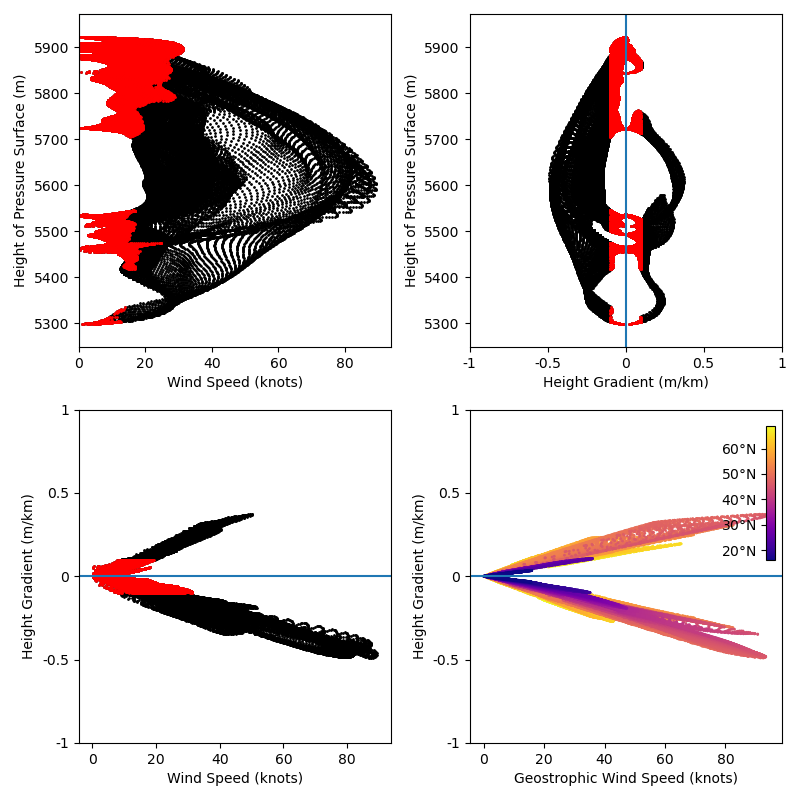 Height of Pressure Surface (m)
5900
5800
5700
5600
5500
5400
5300
0 20 40 60 80
Wind Speed (knots)
Height of Pressure Surface (m)
5900
5800
5700
5600
5500
5400
5300
-1 -0.5 0 0.5 1
Height Gradient (m/km)
Height Gradient (m/km)
1
0.5
0
-0.5
-1
0 20 40 60 80
Wind Speed (knots)
Height Gradient (m/km)
1
0.5
0
-0.5
-1
0 20 40 60 80
Geostrophic Wind Speed (knots)
60°N
50°N
40°N
30°N
20°N